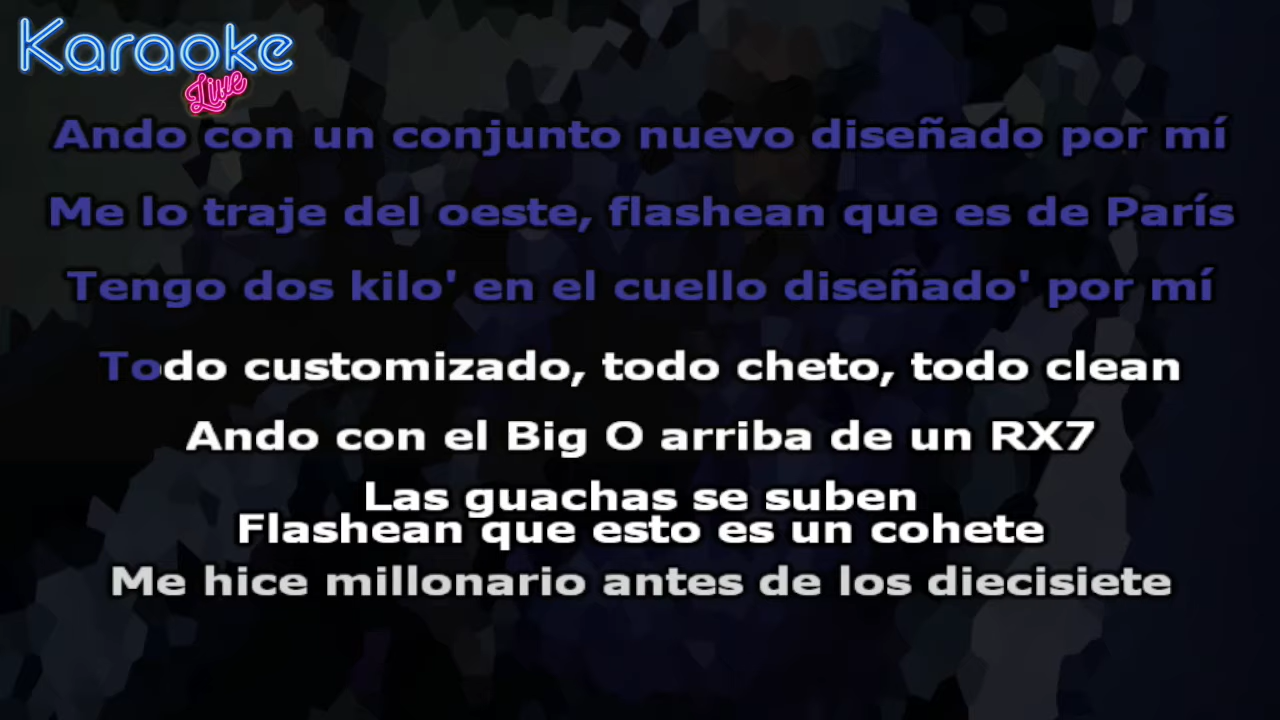 Karaoke
Live
Ando con un conjunto nuevo diseñado por mí
Me lo traje del oeste, flashean que es de París
Tengo dos kilo' en el cuello diseñado' por mí
Todo customizado, todo cheto, todo clean
Ando con el Big O arriba de un RX7
Las guachas se suben
Flashean que esto es un cohete
Me hice millonario antes de los diecisiete